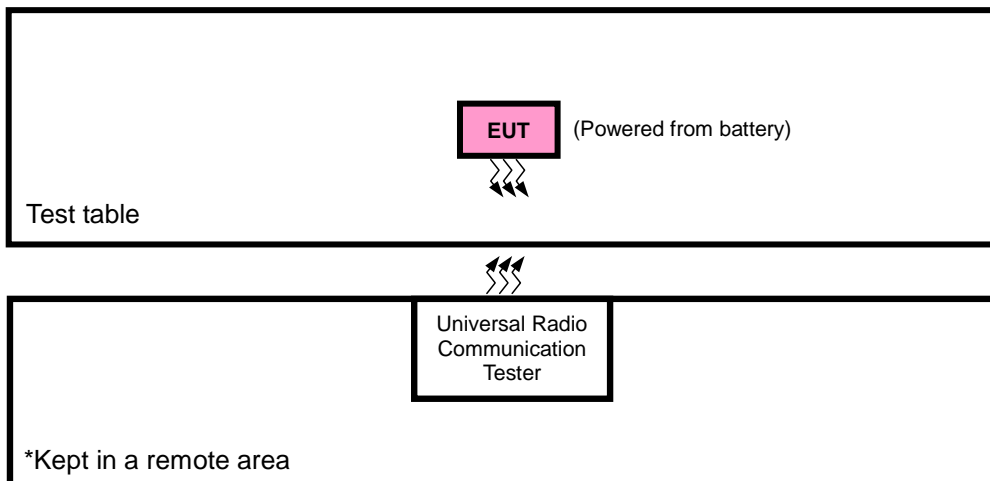 EUT
(Powered from battery)
Test table
Universal Radio
Communication
Tester
*Kept in a remote area